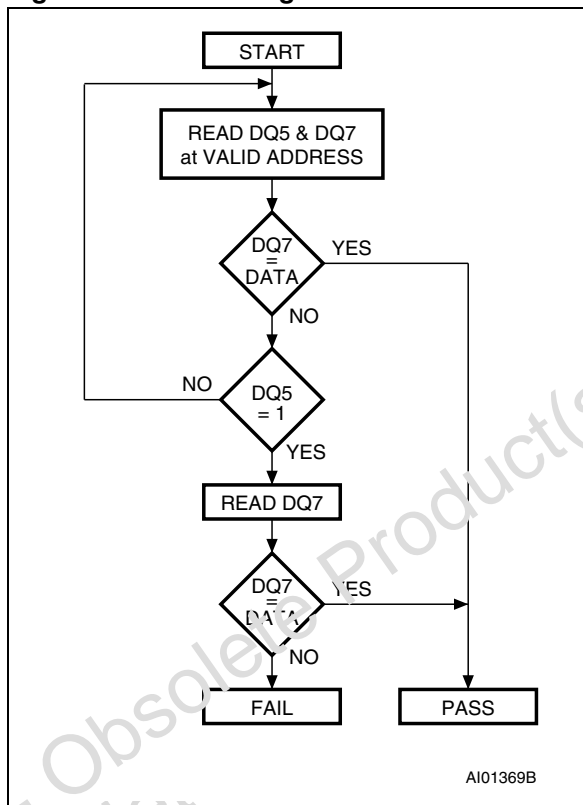 START
READ DQ5 & DQ7
at VALID ADDRESS
DQ7
=
DATA
YES
NO
DQ5
= 1
NO
YES
READ DQ7
DQ7
=
DATA
YES
NO
FAIL
PASS
AI01369B
Obsolete Product(s